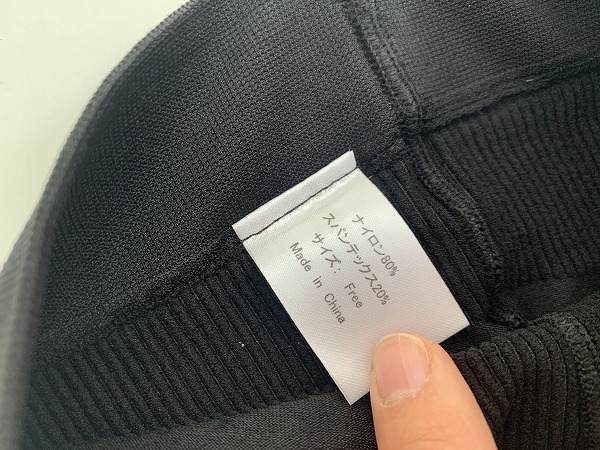 ナイロン80%
スパンテックス20%
サイズ: Free
Made in China